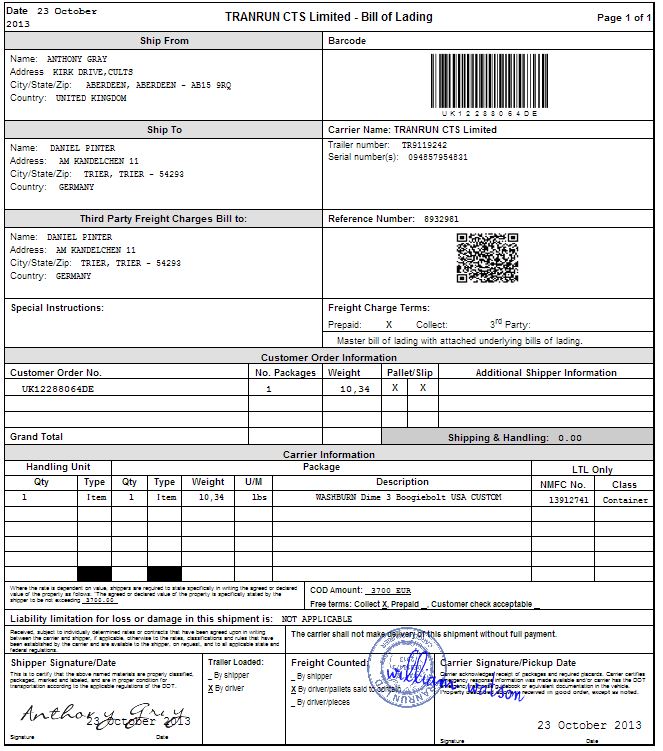 Date 23 October 2013
TRANRUN CTS Limited - Bill of Lading
Page 1 of 1
Ship From
Name: ANTHONY GRAY
Address KIRK DRIVE,CULTS
City/State/Zip: ABERDEEN, ABERDEEN - AB15 9RQ
Country: UNITED KINGDOM
Barcode
UK12288064DE
Ship To
Name: DANIEL PINTER
Address: AM KANDELCHEN 11
City/State/Zip: TRIER, TRIER - 54293
Country: GERMANY
Carrier Name: TRANRUN CTS Limited
Trailer number: TR9119242
Serial number(s): 094857954831
Third Party Freight Charges Bill to:
Name: DANIEL PINTER
Address: AM KANDELCHEN 11
City/State/Zip: TRIER, TRIER - 54293
Country: GERMANY
Reference Number: 8932981
Special Instructions:
Freight Charge Terms:
Prepaid: X Collect: 3rd Party:
Master bill of lading with attached underlying bills of lading.
Customer Order Information
Customer Order No. No. Packages Weight Pallet/Slip Additional Shipper Information
UK12288064DE 1 10,34 X X
Grand Total
Shipping & Handling: 0.00
Carrier Information
Handling Unit Package LTL Only
Qty Type Qty Type Weight U/M Description NMFC No. Class
1 Item 1 Item 10,34 lbs WASHBURN Dime 3 Boogiebolt USA CUSTOM 13912741 Container
Where the rate is dependent on value, shippers are required to state specifically in writing the agreed or declared
value of the property as follows: "The agreed or declared value of the property is specifically stated by the
shipper to be not exceeding 3700.00
COD Amount: 3700 EUR
Free terms: Collect X, Prepaid _, Customer check acceptable _
Liability limitation for loss or damage in this shipment is: NOT APPLICABLE
Received, subject to individually determined rates or contracts that have been agreed upon in writing
between the carrier and shipper, if applicable, otherwise to the rates, classifications and rules that have
been established by the carrier and are available to the shipper, on request, and to all applicable state and
federal regulations.
The carrier shall not make delivery of this shipment without full payment.
Shipper Signature/Date
This is to certify that the above named materials are properly classified,
packaged, marked and labeled, and are in proper condition for
transportation according to the applicable regulations of the DOT.
Anthony Gray
23 October 2013
Signature Date
Trailer Loaded:
_ By shipper
X By driver
Freight Counted:
_ By shipper
X By driver/pallets said to contain
_ By driver/pieces
TRANRUN
Carrier Signature/Pickup Date
Carrier acknowledges receipt of packages and required placards. Carrier certifies
emergency response information was made available and/or carrier has the DOT
emergency response guidebook or equivalent documentation in the vehicle.
Property described above is received in good order, except as noted.
william watson
23 October 2013
Signature Date